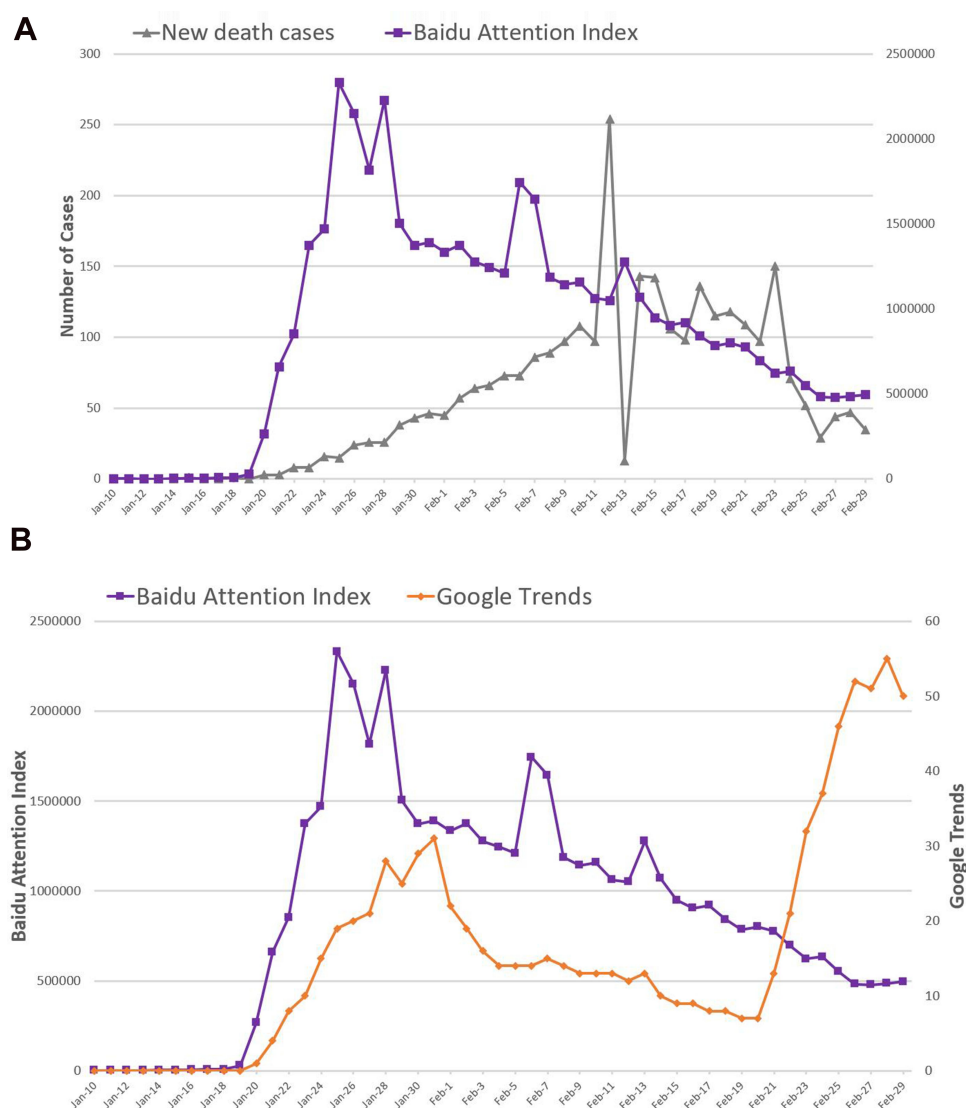 A
New death cases Baidu Attention Index
300 2500000
250 2000000
200 1500000
150 1000000
100 500000
50 0
0
Number of Cases
Jan-10 Jan-12 Jan-14 Jan-16 Jan-18 Jan-20 Jan-22 Jan-24 Jan-26 Jan-28 Jan-30 Feb-1 Feb-3 Feb-5 Feb-7 Feb-9 Feb-11 Feb-13 Feb-15 Feb-17 Feb-19 Feb-21 Feb-23 Feb-25 Feb-27 Feb-29
B
Baidu Attention Index Google Trends
2500000 60
2000000 50
1500000 40
1000000 30
500000 20
0 10
0
Baidu Attention Index
Google Trends
Jan-10 Jan-12 Jan-14 Jan-16 Jan-18 Jan-20 Jan-22 Jan-24 Jan-26 Jan-28 Jan-30 Feb-1 Feb-3 Feb-5 Feb-7 Feb-9 Feb-11 Feb-13 Feb-15 Feb-17 Feb-19 Feb-21 Feb-23 Feb-25 Feb-27 Feb-29